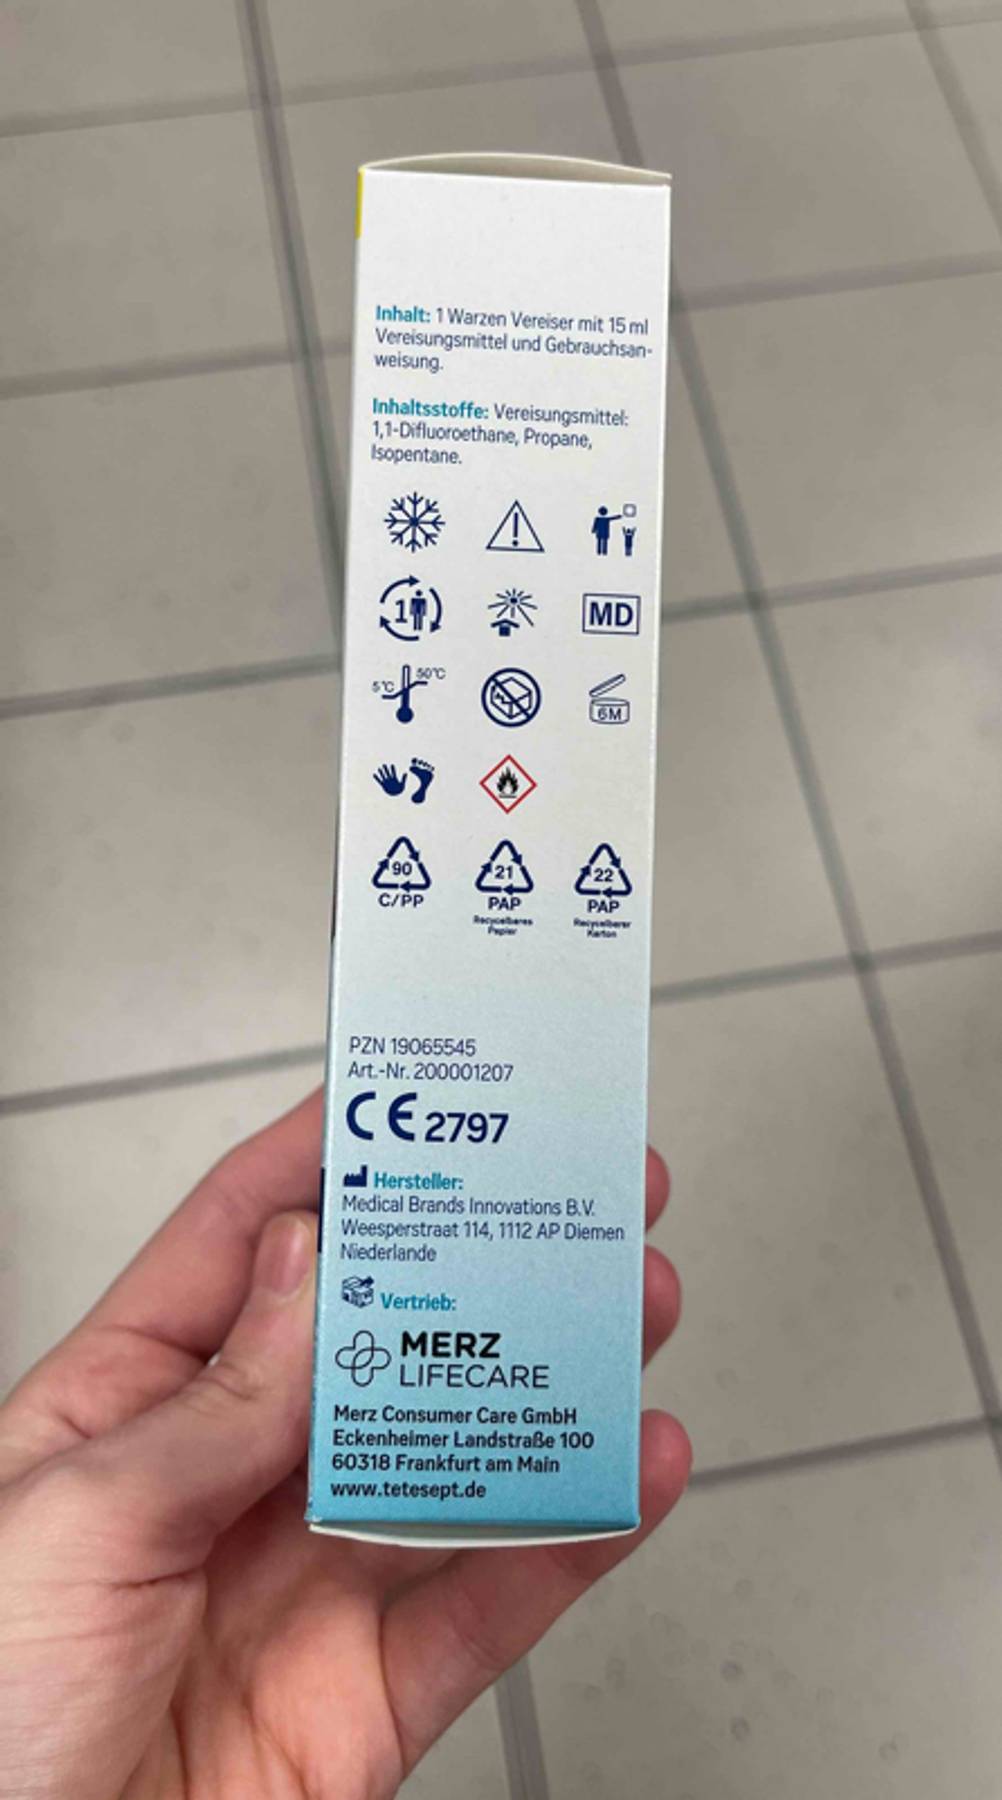 Inhalt: 1 Warzen Vereiser mit 15 ml
Vereisungsmittel und Gebrauchsan-
weisung.
Inhaltsstoffe: Vereisungsmittel:
1,1-Difluoroethane, Propane,
Isopentane.
1
MD
5°C 50°C
6M
90
C/PP
21
PAP
Recycelbares
Papier
22
PAP
Recycelbarer
Karton
PZN 19065545
Art.-Nr. 200001207
CE 2797
Hersteller:
Medical Brands Innovations B.V.
Weesperstraat 114, 1112 AP Diemen
Niederlande
Vertrieb:
MERZ
LIFECARE
Merz Consumer Care GmbH
Eckenheimer Landstraße 100
60318 Frankfurt am Main
www.tetesept.de